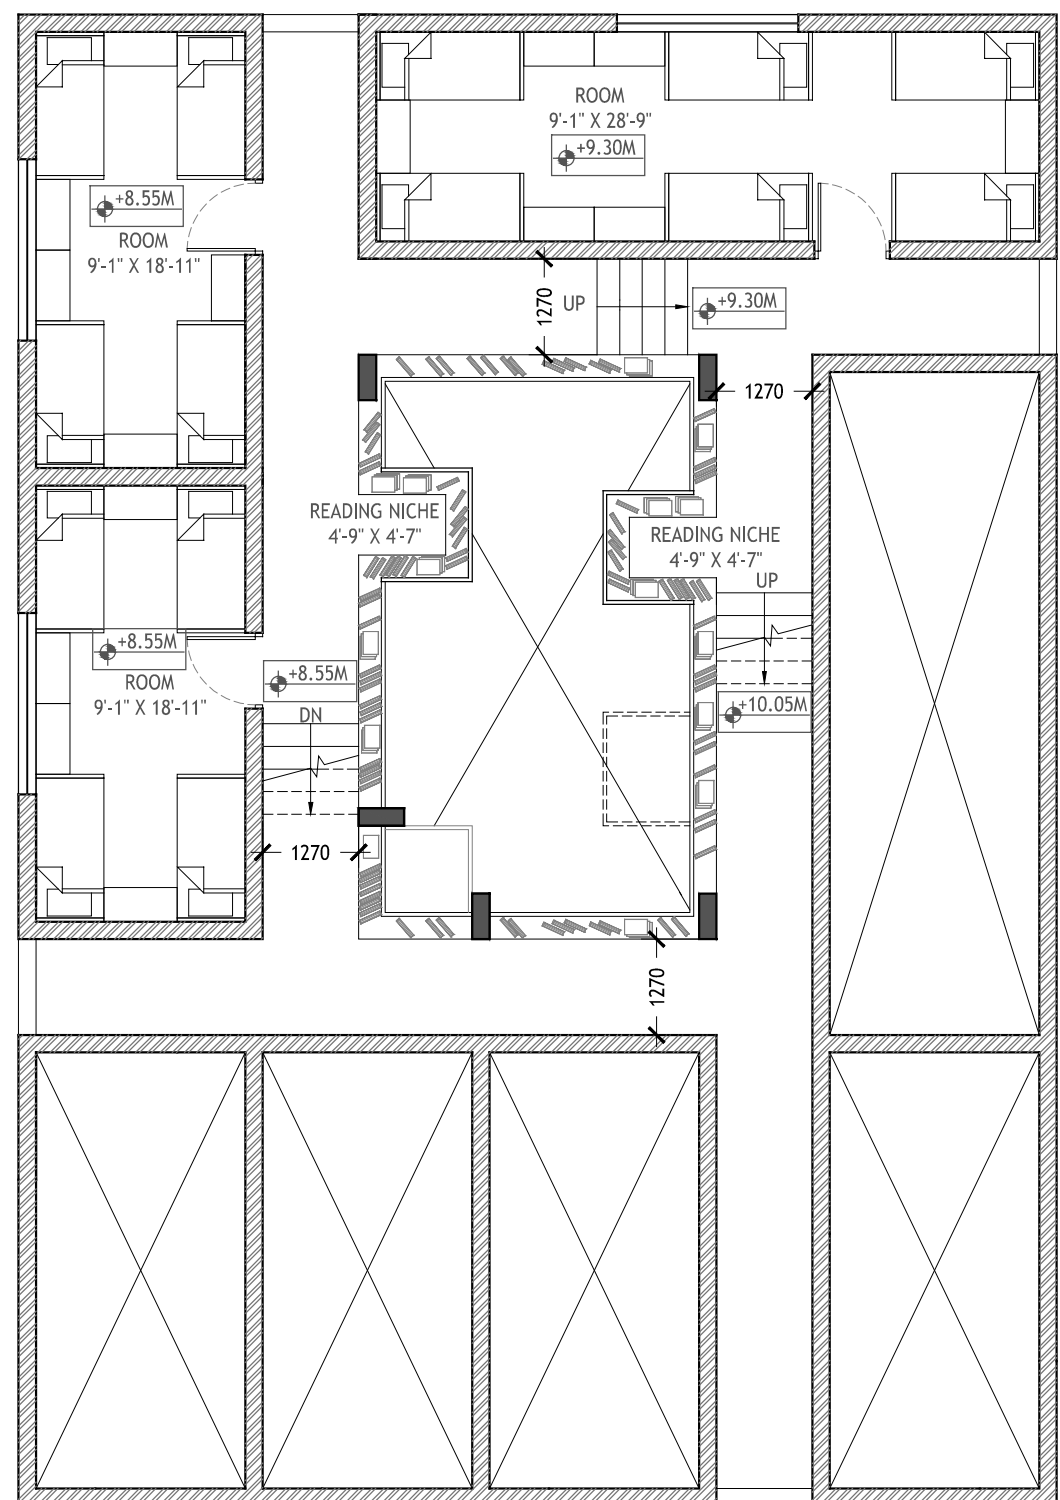 ROOM
9'-1" X 28'-9"
+9.30M
+8.55M
ROOM
9'-1" X 18'-11"
1270
UP
+9.30M
1270
READING NICHE
4'-9" X 4'-7"
READING NICHE
4'-9" X 4'-7"
UP
+8.55M
ROOM
9'-1" X 18'-11"
+8.55M
DN
+10.05M
1270
1270